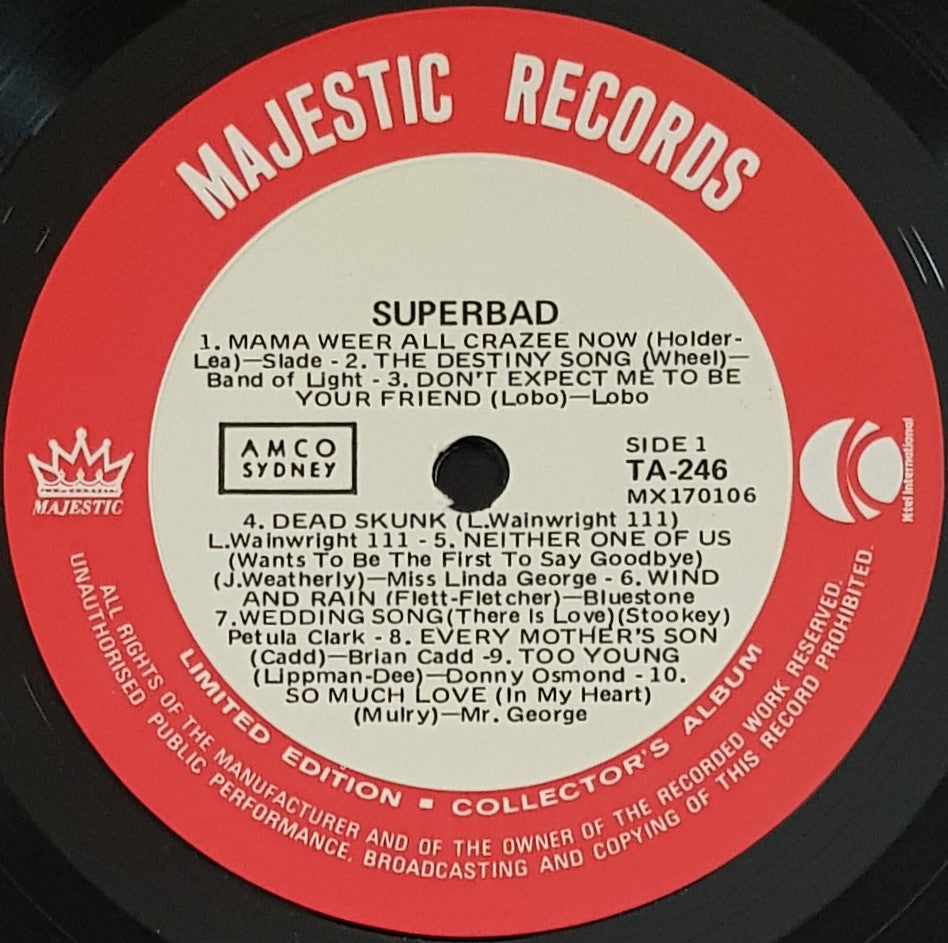 MAJESTIC RECORDS
SUPERBAD
1. MAMA WEER ALL CRAZEE NOW (Holder-
Lea)—Slade - 2. THE DESTINY SONG (Wheel)—
Band of Light - 3. DON'T EXPECT ME TO BE
YOUR FRIEND (Lobo)—Lobo
AMCO
SYDNEY
SIDE 1
TA-246
MX170106
MAJESTIC
K-tel International
4. DEAD SKUNK (L.Wainwright 111)
L.Wainwright 111 - 5. NEITHER ONE OF US
(Wants To Be The First To Say Goodbye)
(J.Weatherly)—Miss Linda George - 6. WIND
AND RAIN (Flett-Fletcher)—Bluestone
7.WEDDING SONG(There Is Love)(Stookey)
Petula Clark - 8. EVERY MOTHER'S SON
(Cadd)—Brian Cadd -9. TOO YOUNG
(Lippman-Dee)—Donny Osmond - 10.
SO MUCH LOVE (In My Heart)
(Mulry)—Mr. George
LIMITED EDITION ▪ COLLECTOR'S ALBUM
ALL RIGHTS OF THE MANUFACTURER AND OF THE OWNER OF THE RECORDED WORK RESERVED.
UNAUTHORISED PUBLIC PERFORMANCE, BROADCASTING AND COPYING OF THIS RECORD PROHIBITED.